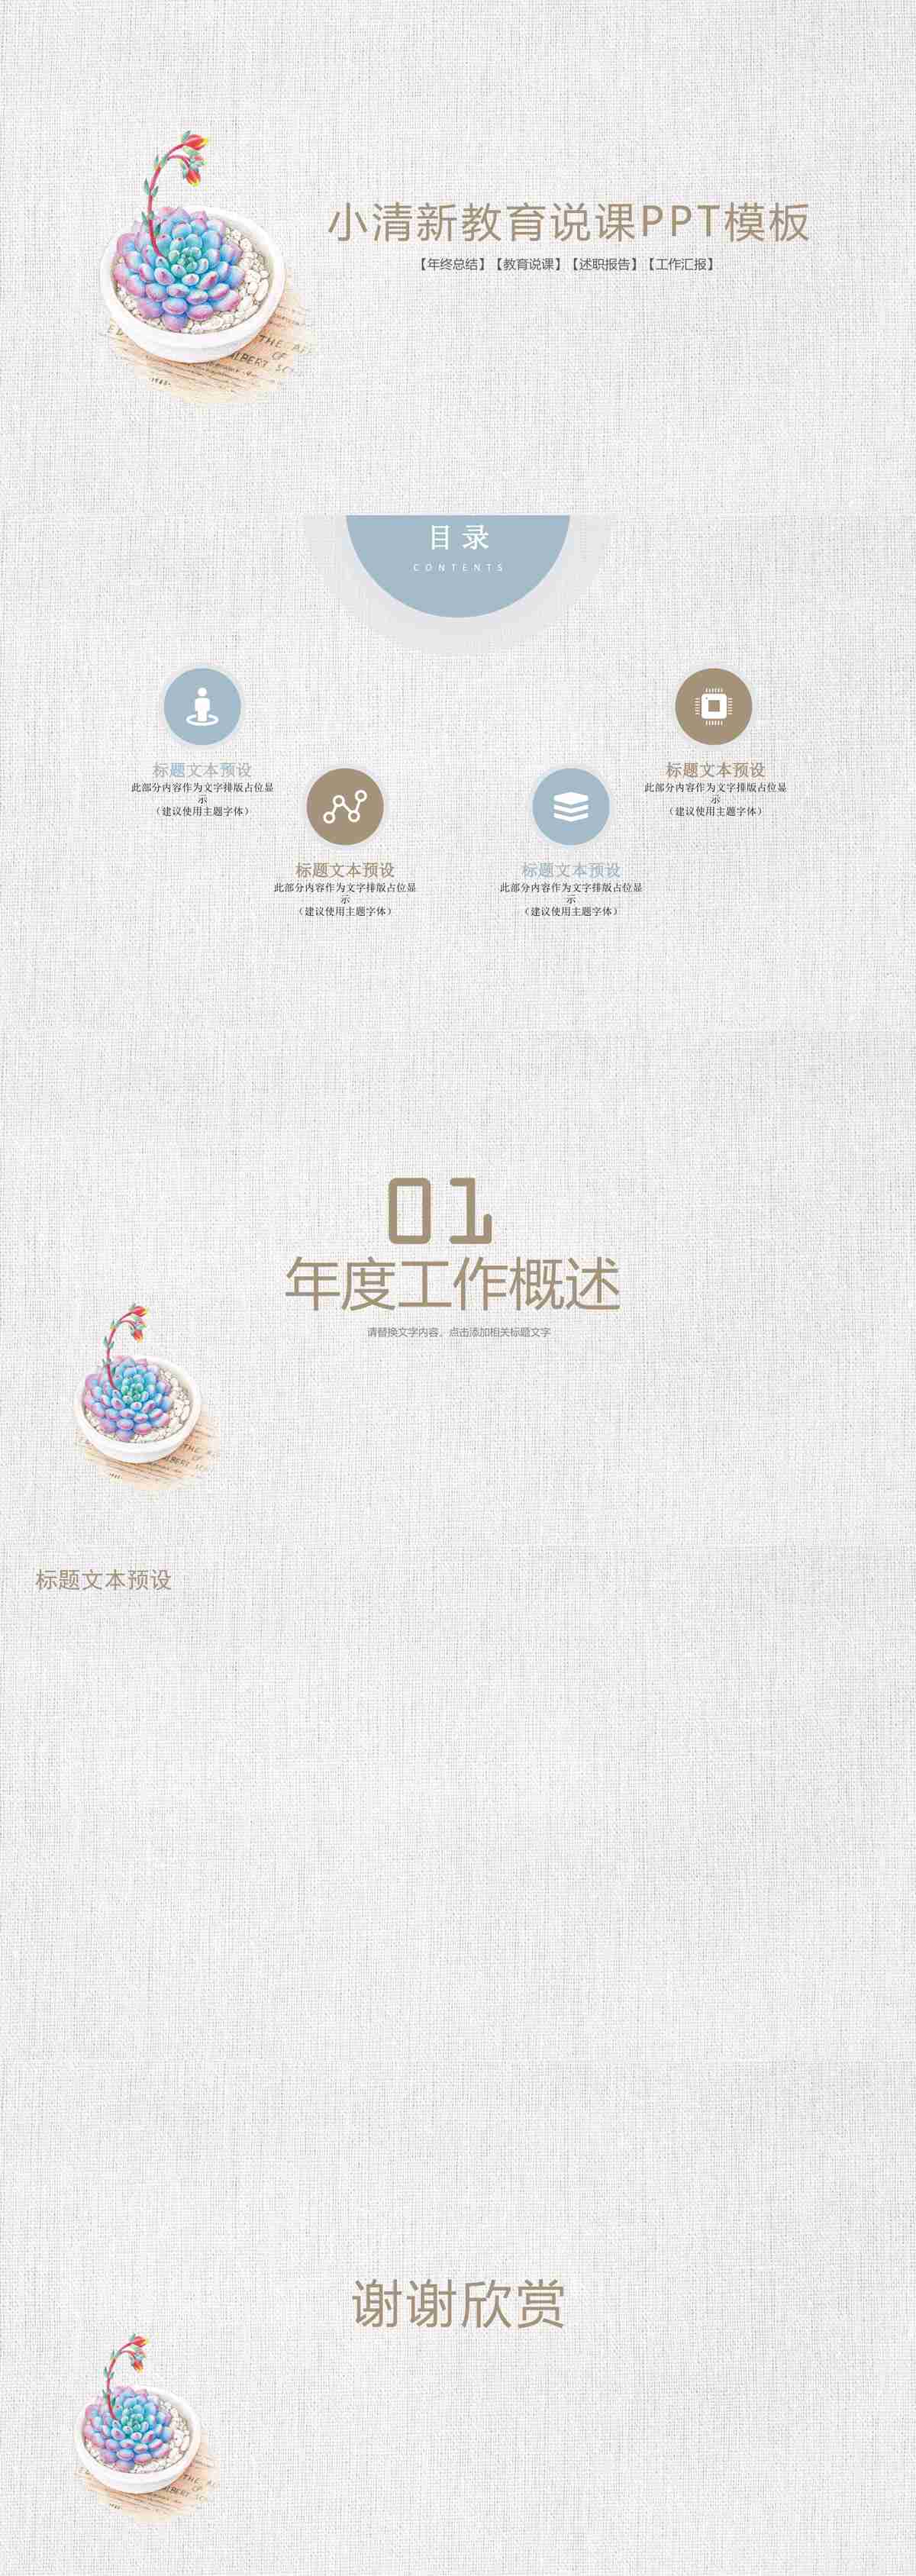 小清新教育说课PPT模板
【年终总结】【教育说课】【述职报告】【工作汇报】
THE
OF
ALBERT
目录
CONTENTS
标题文本预设
此部分内容作为文字排版占位显
示
（建议使用主题字体）
标题文本预设
此部分内容作为文字排版占位显
示
（建议使用主题字体）
标题文本预设
此部分内容作为文字排版占位显
示
（建议使用主题字体）
标题文本预设
此部分内容作为文字排版占位显
示
（建议使用主题字体）
01
年度工作概述
请替换文字内容，点击添加相关标题文字
标题文本预设
谢谢欣赏